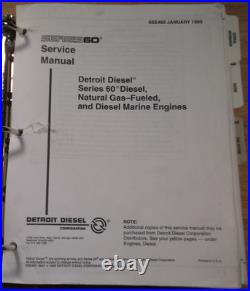 6SE483 JANUARY 1999
SERIES 60®
Service
Manual
Detroit Diesel®
Series 60® Diesel,
Natural Gas–Fueled,
and Diesel Marine Engines
DETROIT DIESEL
CORPORATION
NOTE:
Additional copies of this service manual may be
purchased from Detroit Diesel Corporation
Distributors. See your yellow pages — under
Engines, Diesel.